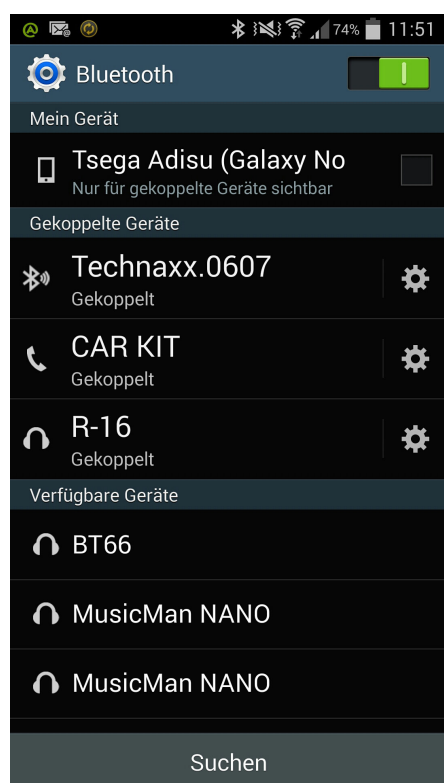 74% 11:51
Bluetooth
Mein Gerät
Tsega Adisu (Galaxy No
Nur für gekoppelte Geräte sichtbar
Gekoppelte Geräte
Technaxx.0607
Gekoppelt
CAR KIT
Gekoppelt
R-16
Gekoppelt
Verfügbare Geräte
BT66
MusicMan NANO
MusicMan NANO
Suchen